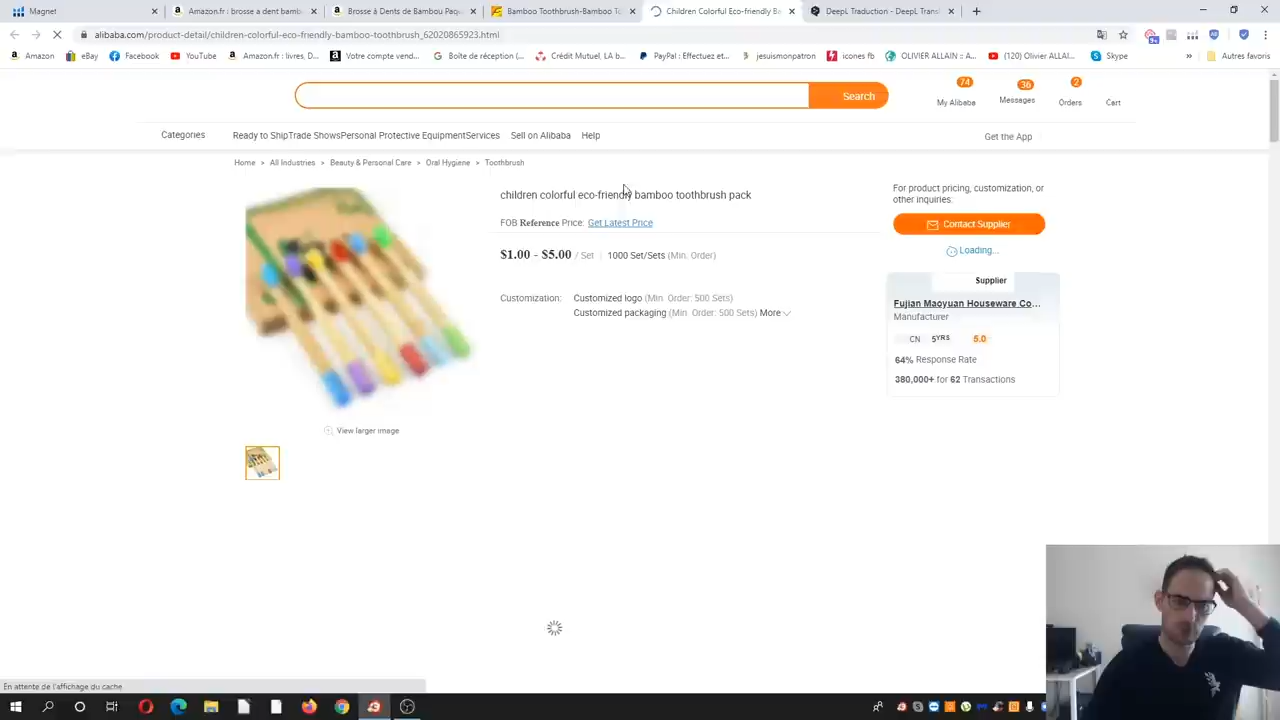 Magnet
Amazon.fr : brosse a dent bamb
Brosse à Dents de Bambou Paq
Bamboo Toothbrush-Bamboo To
Children Colorful Eco-Friendly B
DeepL Traduction – DeepL Trans
alibaba.com/product-detail/children-colorful-eco-friendly-bamboo-toothbrush_62020865923.html
Amazon
eBay
Facebook
YouTube
Amazon.fr : livres, D...
Votre compte vend...
Boîte de réception (...
Crédit Mutuel, LA b...
PayPal : Effectuez et...
jesuismonpatron
icones fb
OLIVIER ALLAIN :: A...
(120) Olivier ALLAI...
Skype
»
Autres favoris
Search
74
My Alibaba
36
Messages
2
Orders
Cart
Categories
Ready to ShipTrade ShowsPersonal Protective EquipmentServices
Sell on Alibaba
Help
Get the App
Home > All Industries > Beauty & Personal Care > Oral Hygiene > Toothbrush
children colorful eco-friendly bamboo toothbrush pack
FOB Reference Price: Get Latest Price
$1.00 - $5.00 / Set | 1000 Set/Sets (Min. Order)
Customization: Customized logo (Min. Order: 500 Sets)
Customized packaging (Min. Order: 500 Sets) More
View larger image
For product pricing, customization, or
other inquiries:
Contact Supplier
Loading...
Supplier
Fujian Maoyuan Houseware Co...
Manufacturer
CN 5YRS 5.0
64% Response Rate
380,000+ for 62 Transactions
En attente de l'affichage du cache